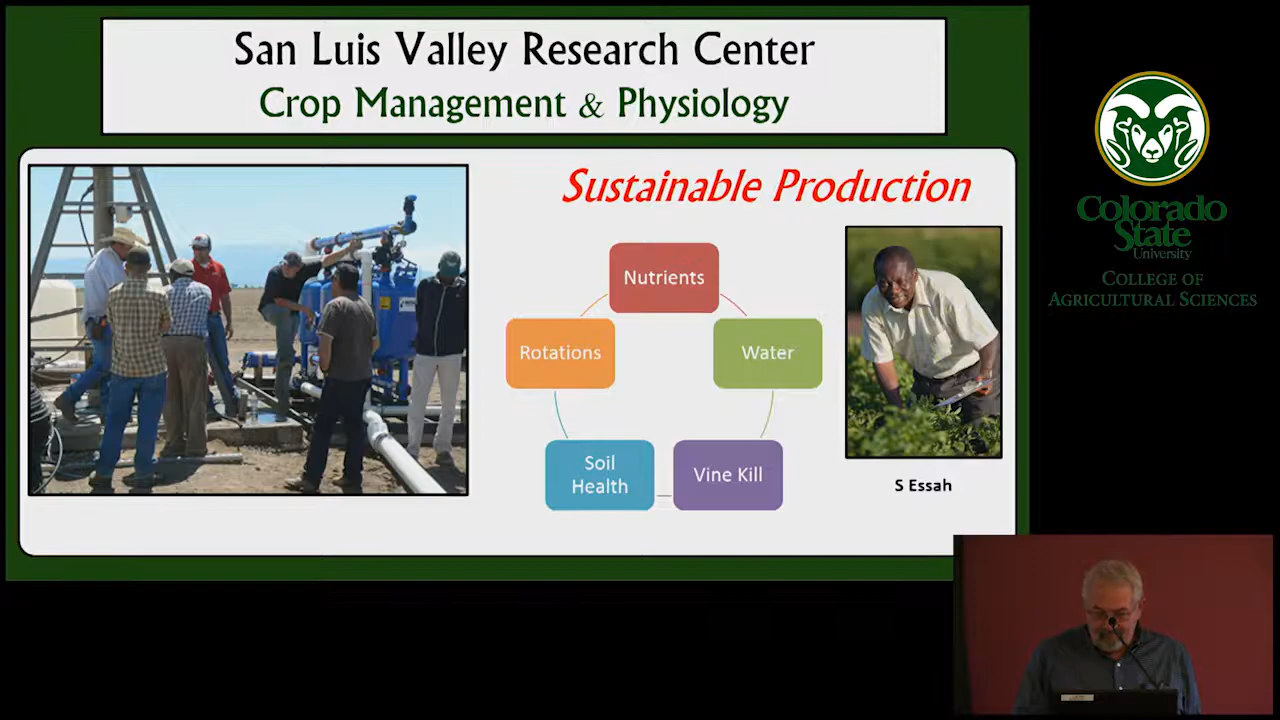 San Luis Valley Research Center
Crop Management & Physiology
Sustainable Production
Nutrients
Rotations
Water
Soil
Health
Vine Kill
S Essah
Colorado
State
University
COLLEGE OF
AGRICULTURAL SCIENCES